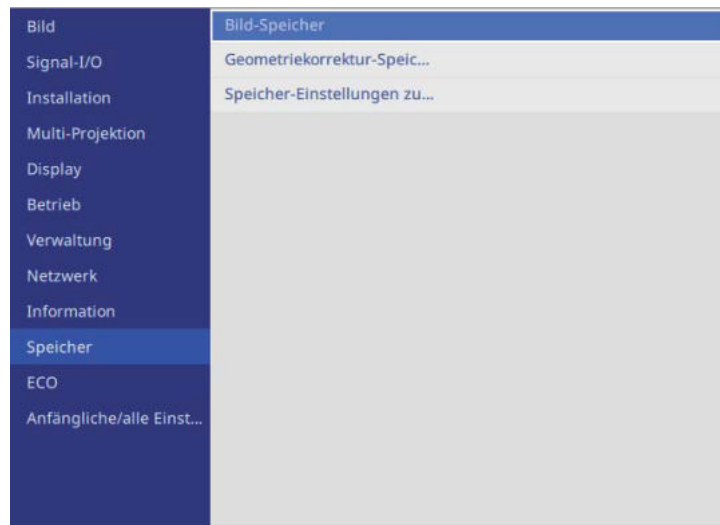 Bild
Signal-I/O
Installation
Multi-Projektion
Display
Betrieb
Verwaltung
Netzwerk
Information
Speicher
ECO
Anfängliche/alle Einst...
Bild-Speicher
Geometriekorrektur-Speic...
Speicher-Einstellungen zu...